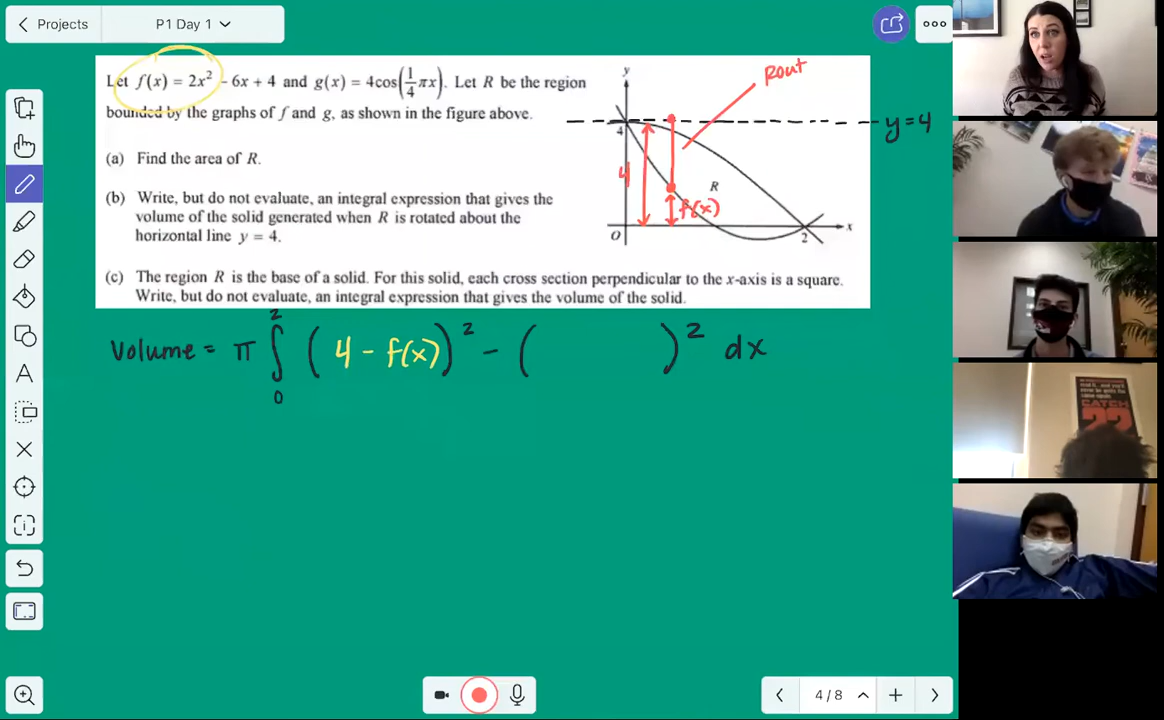 Projects
P1 Day 1
Let f(x) = 2x² – 6x + 4 and g(x) = 4cos(1/4 πx). Let R be the region
bounded by the graphs of f and g, as shown in the figure above.
(a) Find the area of R.
(b) Write, but do not evaluate, an integral expression that gives the
volume of the solid generated when R is rotated about the
horizontal line y = 4.
(c) The region R is the base of a solid. For this solid, each cross section perpendicular to the x-axis is a square.
Write, but do not evaluate, an integral expression that gives the volume of the solid.
y
Rout
4
y=4
4
R
f(x)
O
2
x
Volume = π ∫₀² (4 - f(x))² - ( )² dx
A
4/8
CATCH
22